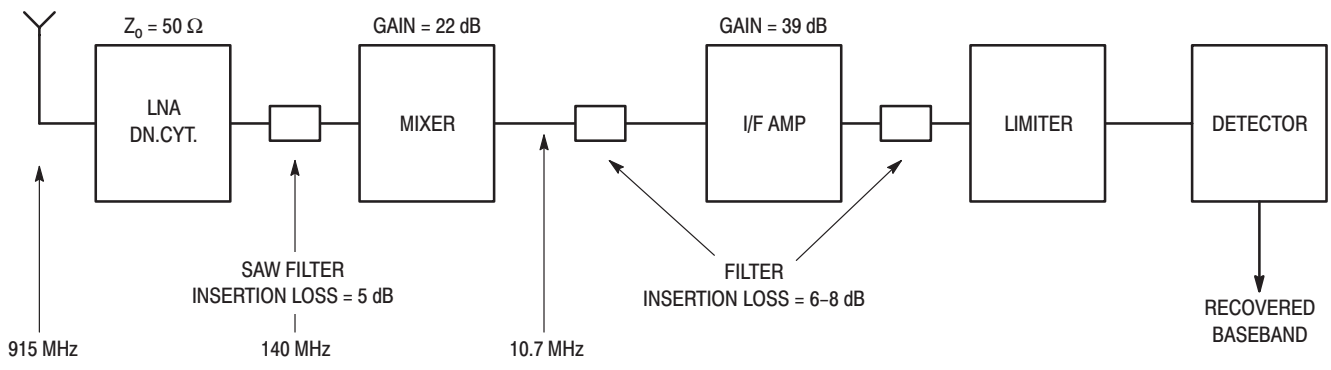 Z₀ = 50 Ω
GAIN = 22 dB
GAIN = 39 dB
LNA
DN.CYT.
MIXER
I/F AMP
LIMITER
DETECTOR
SAW FILTER
INSERTION LOSS = 5 dB
FILTER
INSERTION LOSS = 6–8 dB
RECOVERED
BASEBAND
915 MHz
140 MHz
10.7 MHz